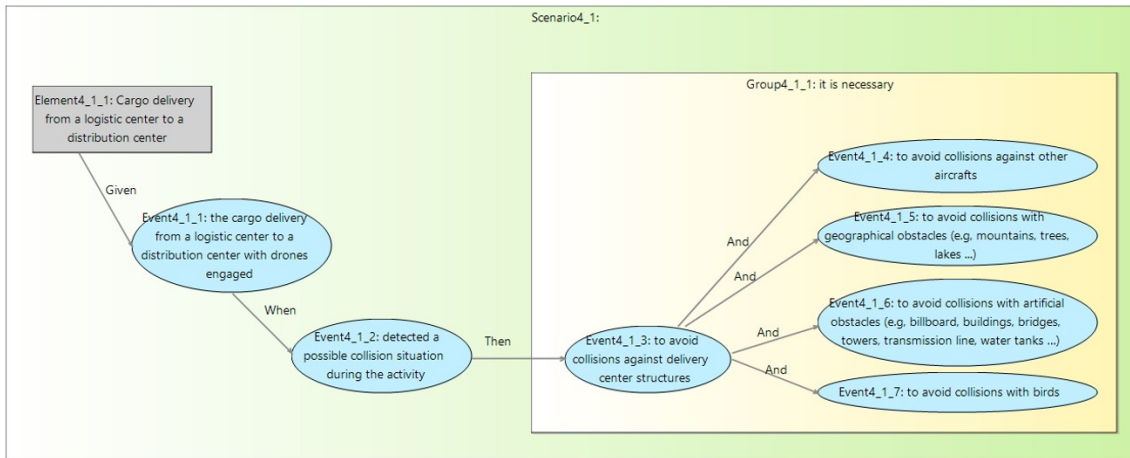 Scenario4_1:
Group4_1_1: it is necessary
Element4_1_1: Cargo delivery
from a logistic center to a
distribution center
Given
Event4_1_1: the cargo delivery
from a logistic center to a
distribution center with drones
engaged
When
Event4_1_2: detected a
possible collision situation
during the activity
Then
Event4_1_3: to avoid
collisions against delivery
center structures
And
Event4_1_4: to avoid collisions against other
aircrafts
And
Event4_1_5: to avoid collisions with
geographical obstacles (e.g, mountains, trees,
lakes ...)
And
Event4_1_6: to avoid collisions with artificial
obstacles (e.g, billboard, buildings, bridges,
towers, transmission line, water tanks ...)
And
Event4_1_7: to avoid collisions with birds